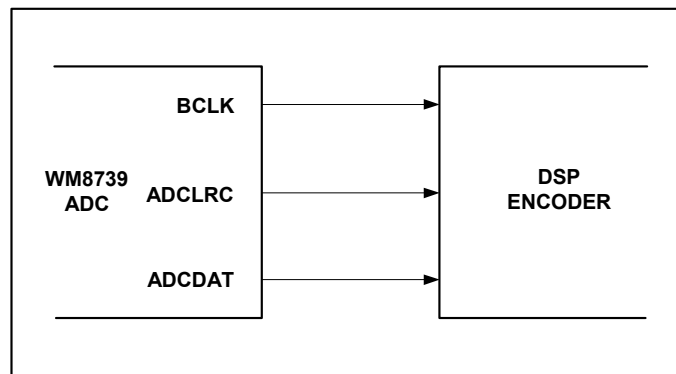 BCLK
WM8739
ADC
ADCLRC
ADCDAT
DSP
ENCODER